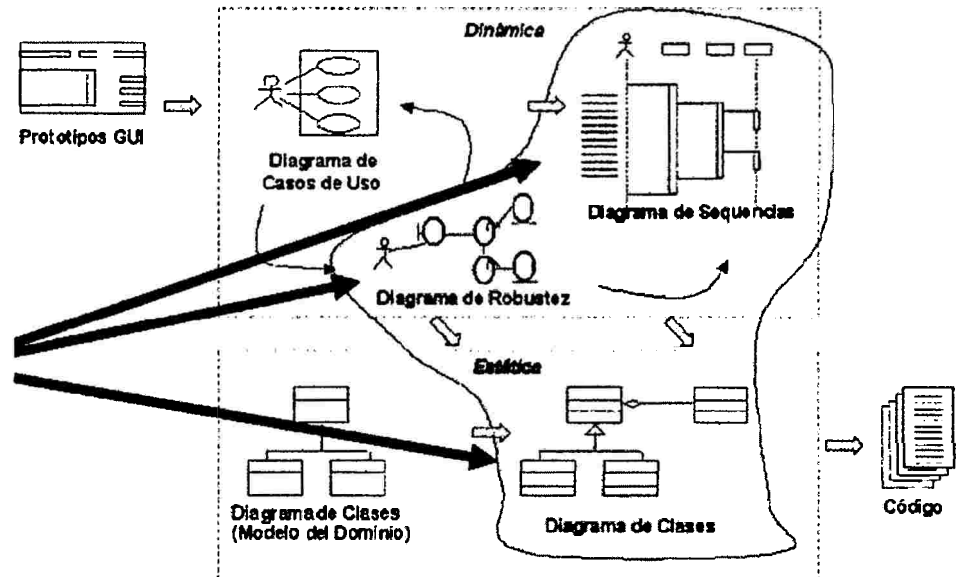 Dinámica
Prototipos GUI
Diagrama de
Casos de Uso
Diagrama de Sequencias
Diagrama de Robustez
Estática
Diagrama de Clases
(Modelo del Dominio)
Diagrama de Clases
Código